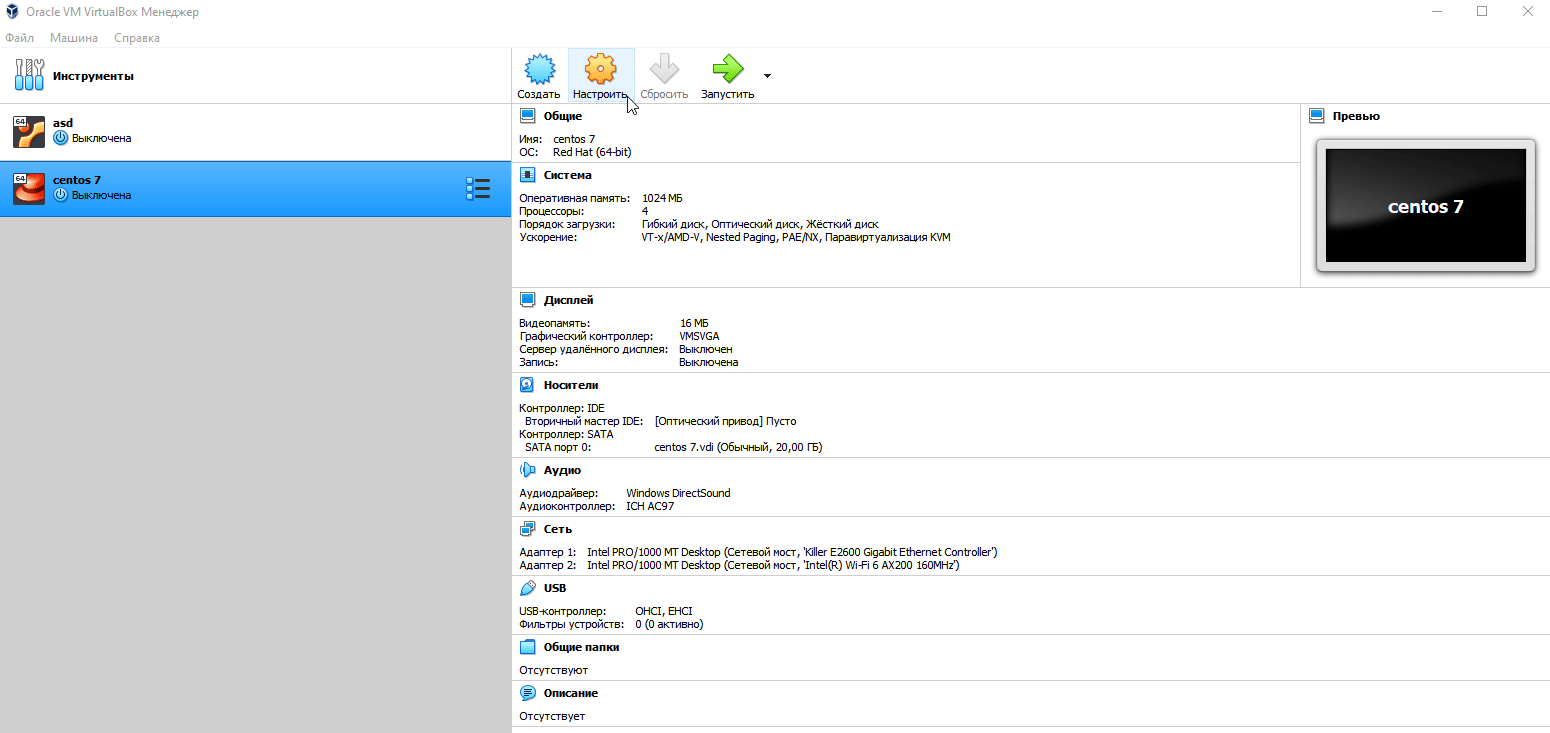 Oracle VM VirtualBox Менеджер
Файл Машина Справка
Инструменты
Создать Настроить Сбросить Запустить
64 asd
Выключена
64 centos 7
Выключена
Общие
Имя: centos 7
ОС: Red Hat (64-bit)
Превью
centos 7
Система
Оперативная память: 1024 МБ
Процессоры: 4
Порядок загрузки: Гибкий диск, Оптический диск, Жёсткий диск
Ускорение: VT-x/AMD-V, Nested Paging, PAE/NX, Паравиртуализация KVM
Дисплей
Видеопамять: 16 МБ
Графический контроллер: VMSVGA
Сервер удалённого дисплея: Выключен
Запись: Выключена
Носители
Контроллер: IDE
Вторичный мастер IDE: [Оптический привод] Пусто
Контроллер: SATA
SATA порт 0: centos 7.vdi (Обычный, 20,00 ГБ)
Аудио
Аудиодрайвер: Windows DirectSound
Аудиоконтроллер: ICH AC97
Сеть
Адаптер 1: Intel PRO/1000 MT Desktop (Сетевой мост, 'Killer E2600 Gigabit Ethernet Controller')
Адаптер 2: Intel PRO/1000 MT Desktop (Сетевой мост, 'Intel(R) Wi-Fi 6 AX200 160MHz')
USB
USB-контроллер: OHCI, EHCI
Фильтры устройств: 0 (0 активно)
Общие папки
Отсутствуют
Описание
Отсутствует